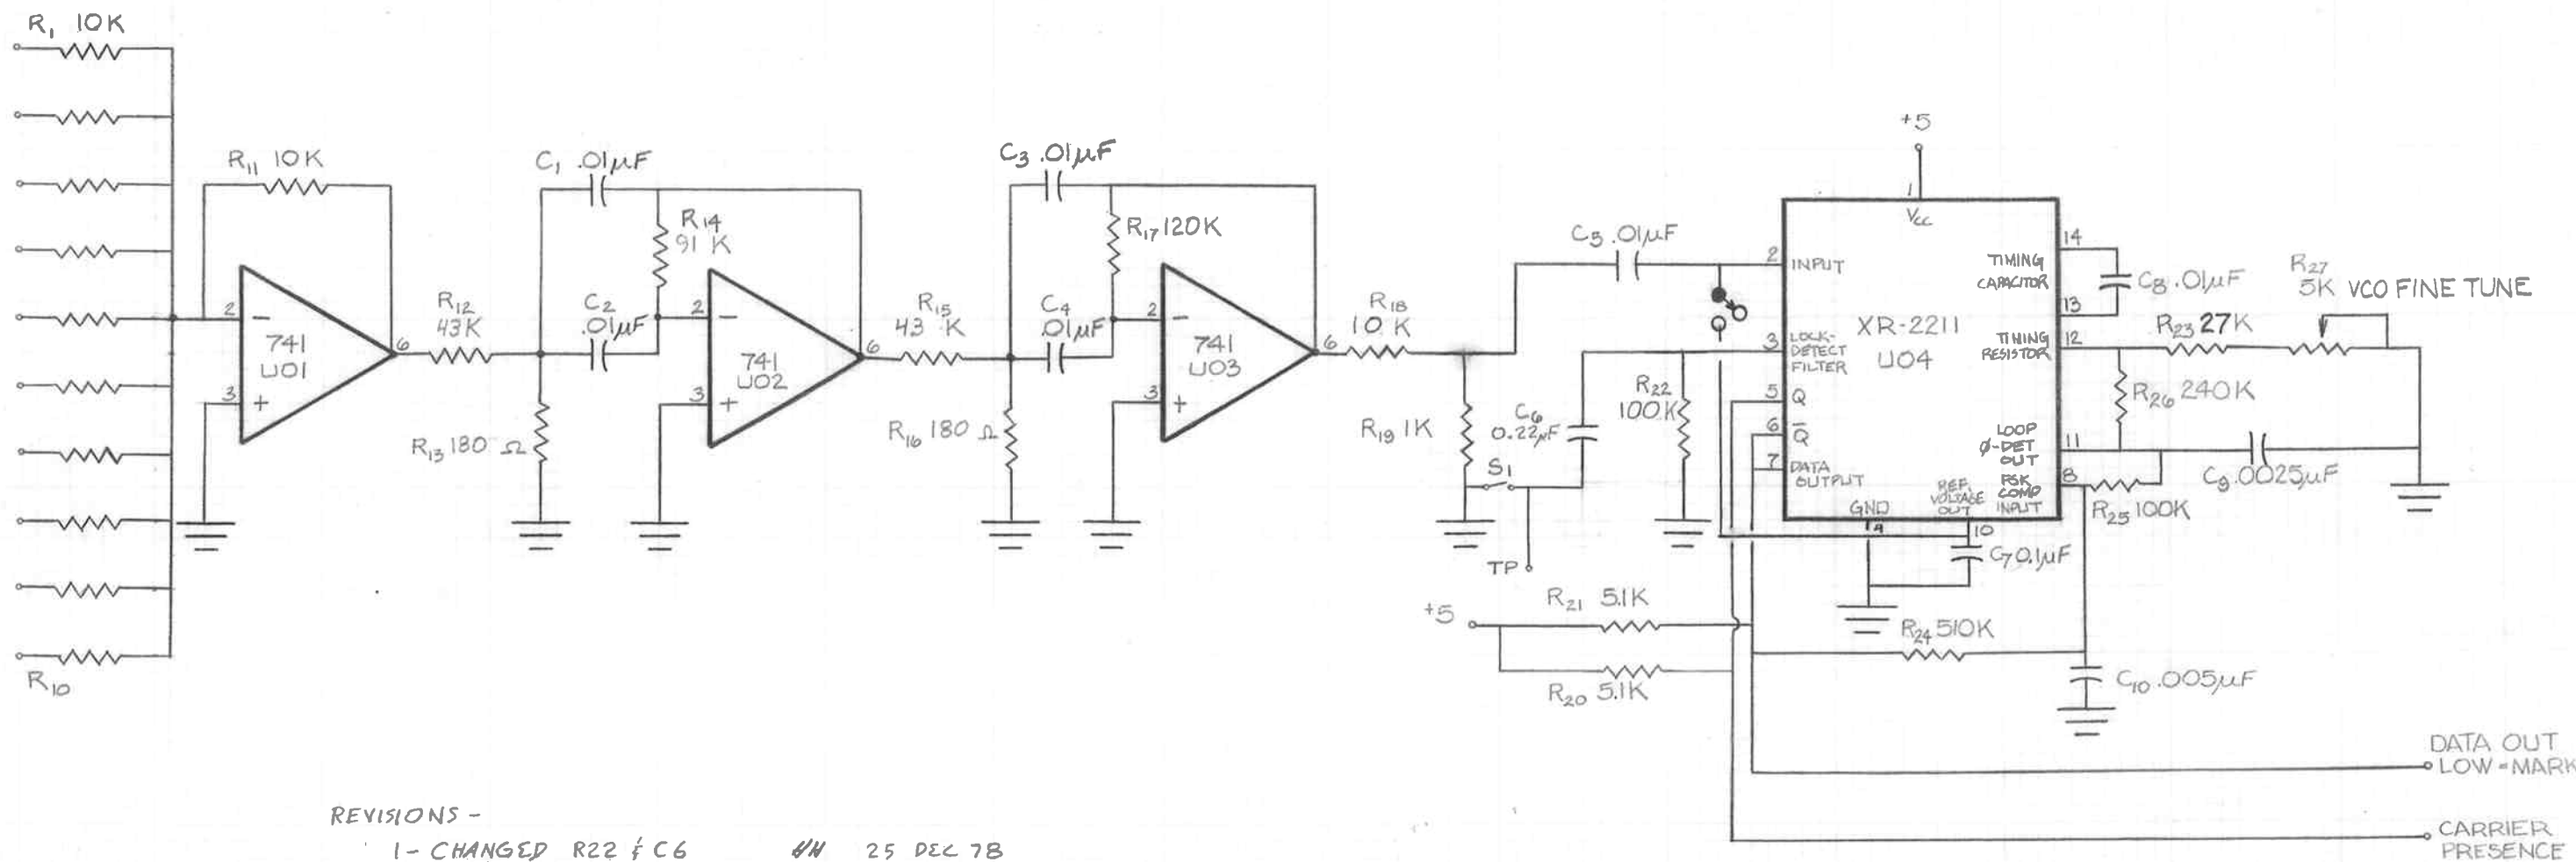 R1 10K
R11 10K
C1 .01µF
C3 .01µF
R14
91 K
R17 120K
+5
1
VCC
C5 .01µF
2 INPUT
14
TIMING
CAPACITOR
C8 .01µF
13
R27
5K VCO FINE TUNE
2
R12
43K
C2
.01µF
2
R15
43 K
C4
.01µF
2
R18
10 K
XR-2211
U04
R23 27K
TIMING
RESISTOR
12
741
U01
6
741
U02
6
741
U03
6
3
LOCK-
DETECT
FILTER
R22
100K
R26 240K
3
+
3
+
3
+
5 Q
C6
0.22µF
R13 180 Ω
R16 180 Ω
R19 1K
6 Q̅
LOOP
Ø-DET
OUT
11
S1
7 DATA
OUTPUT
C9 .0025µF
REF.
VOLTAGE
OUT
FSK
COMP
INPUT
8
R25 100K
GND
4
10
TP
C7 0.1µF
R21 5.1K
+5
R24 510K
R20 5.1K
R10
C10 .005µF
DATA OUT
LOW = MARK
CARRIER
PRESENCE
REVISIONS -
1- CHANGED R22 & C6 25 DEC 78